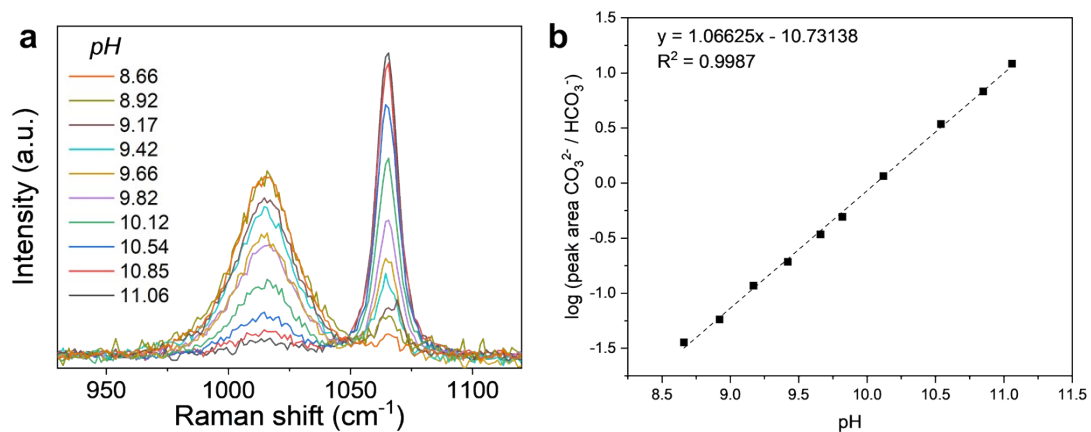 a
pH
8.66
8.92
9.17
9.42
9.66
9.82
10.12
10.54
10.85
11.06
Intensity (a.u.)
950 1000 1050 1100
Raman shift (cm⁻¹)
b
y = 1.06625x - 10.73138
R² = 0.9987
log (peak area CO₃²⁻ / HCO₃⁻)
1.5
1.0
0.5
0.0
-0.5
-1.0
-1.5
8.5 9.0 9.5 10.0 10.5 11.0 11.5
pH